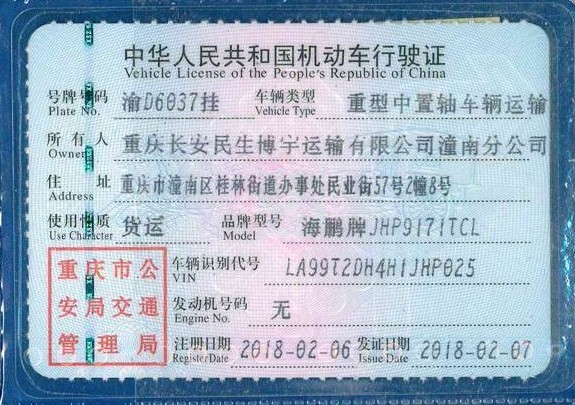 中华人民共和国机动车行驶证
Vehicle License of the People's Republic of China
号牌号码 渝D6037挂 车辆类型 重型中置轴车辆运输
Plate No. Vehicle Type
所有人 重庆长安民生博宇运输有限公司潼南分公司
Owner
住址 重庆市潼南区桂林街道办事处民业街57号2幢8号
Address
使用性质 货运 品牌型号 海鹏牌JHP9171TCL
Use Character Model
重庆市公 车辆识别代号 LA99T2DH4H1JHP025
VIN
安局交通 发动机号码 无
Engine No.
管理局 注册日期 2018-02-06 发证日期 2018-02-07
Register Date Issue Date